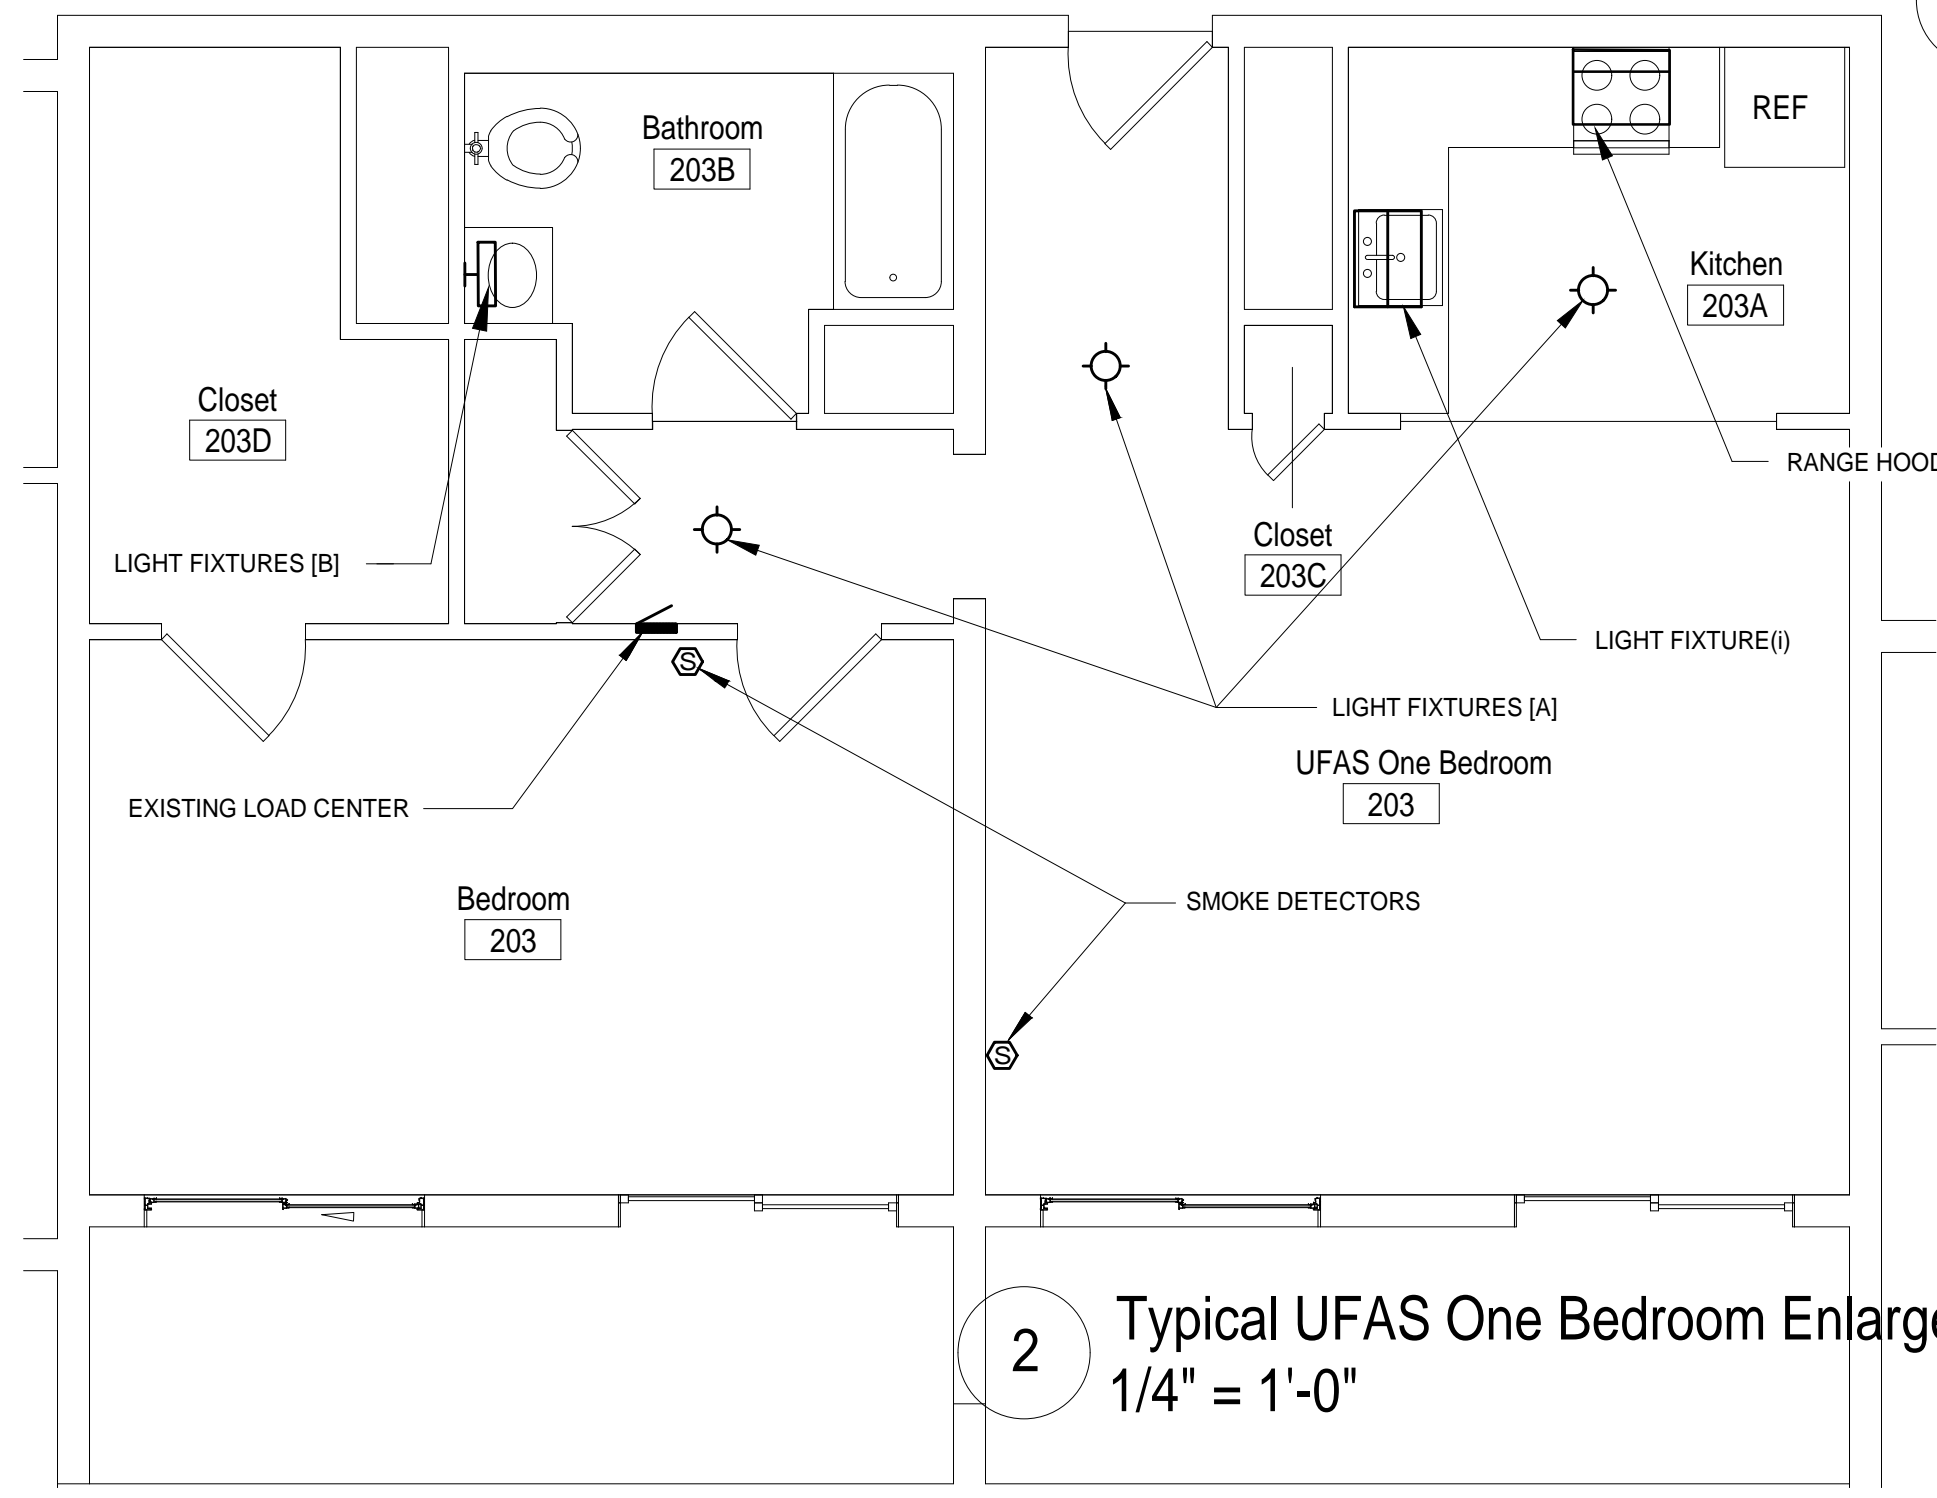 Bathroom
203B
REF
Kitchen
203A
Closet
203D
RANGE HOOD
Closet
203C
LIGHT FIXTURES [B]
LIGHT FIXTURE(i)
S
LIGHT FIXTURES [A]
UFAS One Bedroom
203
EXISTING LOAD CENTER
Bedroom
203
SMOKE DETECTORS
S
2
Typical UFAS One Bedroom Enlarge
1/4" = 1'-0"